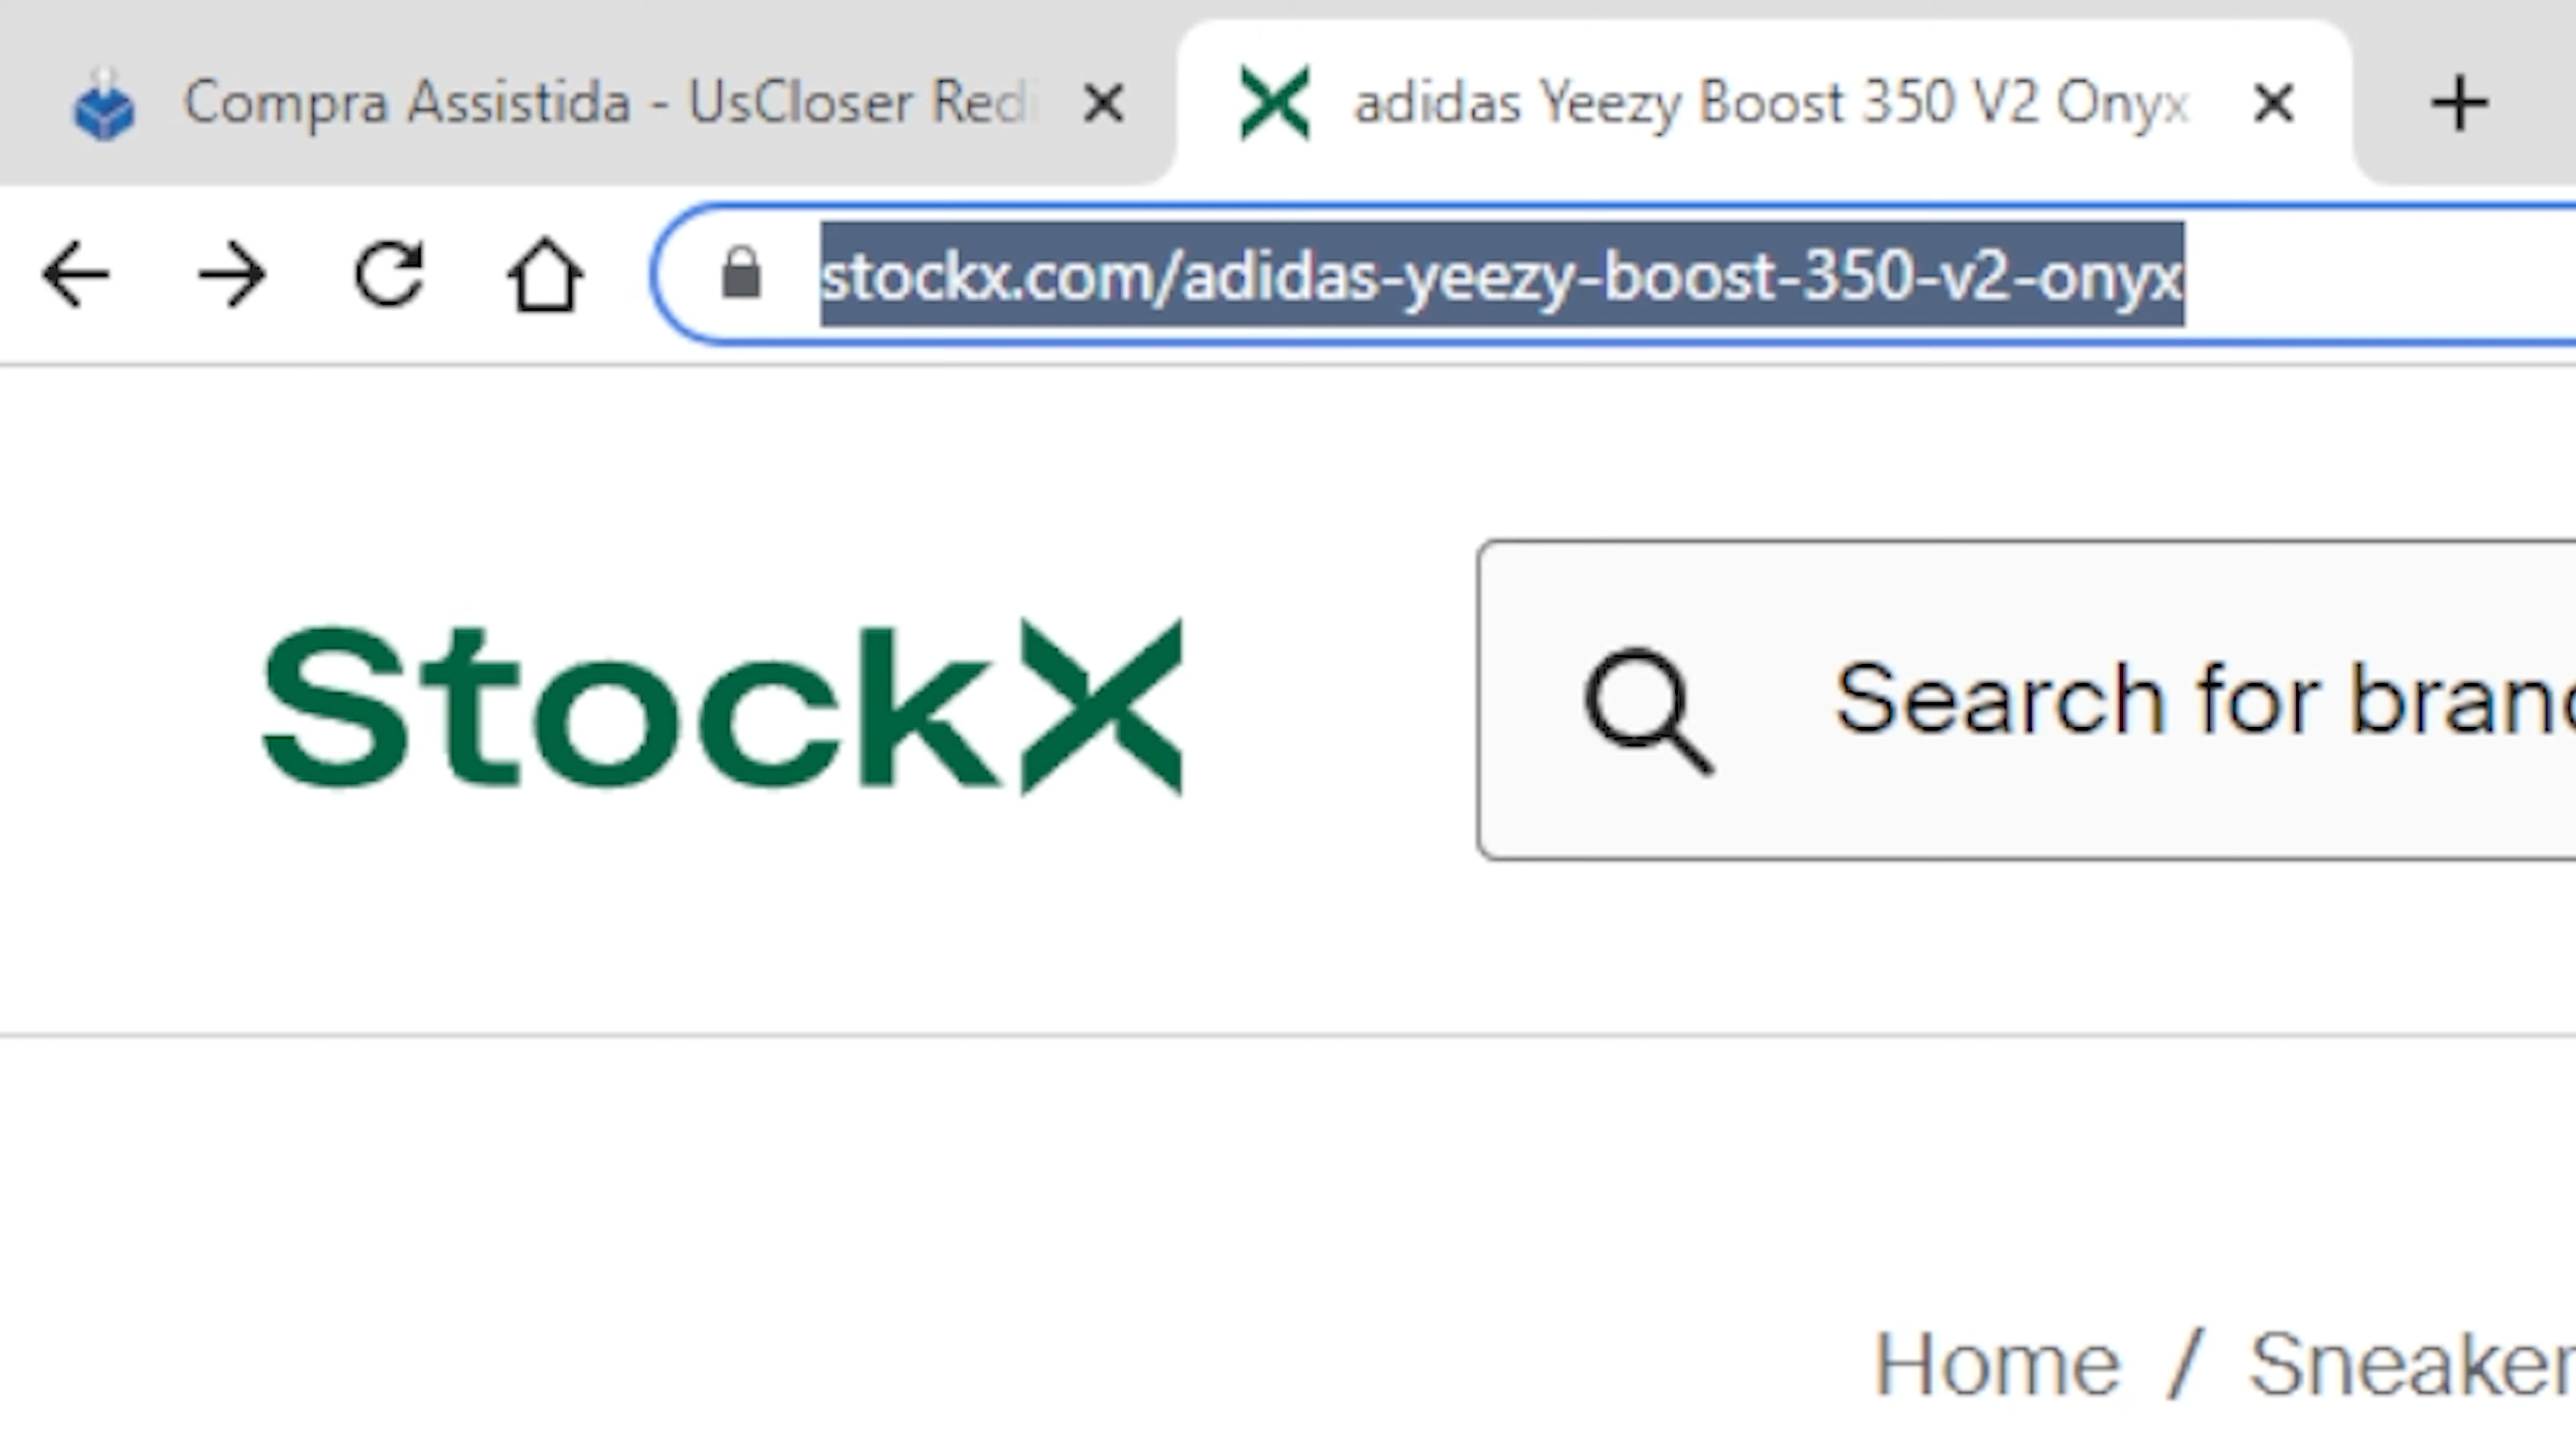 Compra Assistida - UsCloser Redi
adidas Yeezy Boost 350 V2 Onyx
stockx.com/adidas-yeezy-boost-350-v2-onyx
StockX
Search for bran
Home / Sneaker